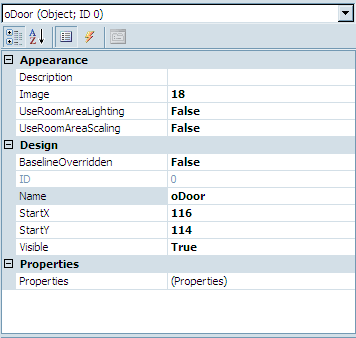 oDoor (Object; ID 0)
Appearance
Description
Image 18
UseRoomAreaLighting False
UseRoomAreaScaling False
Design
BaselineOverridden False
ID 0
Name oDoor
StartX 116
StartY 114
Visible True
Properties
Properties (Properties)